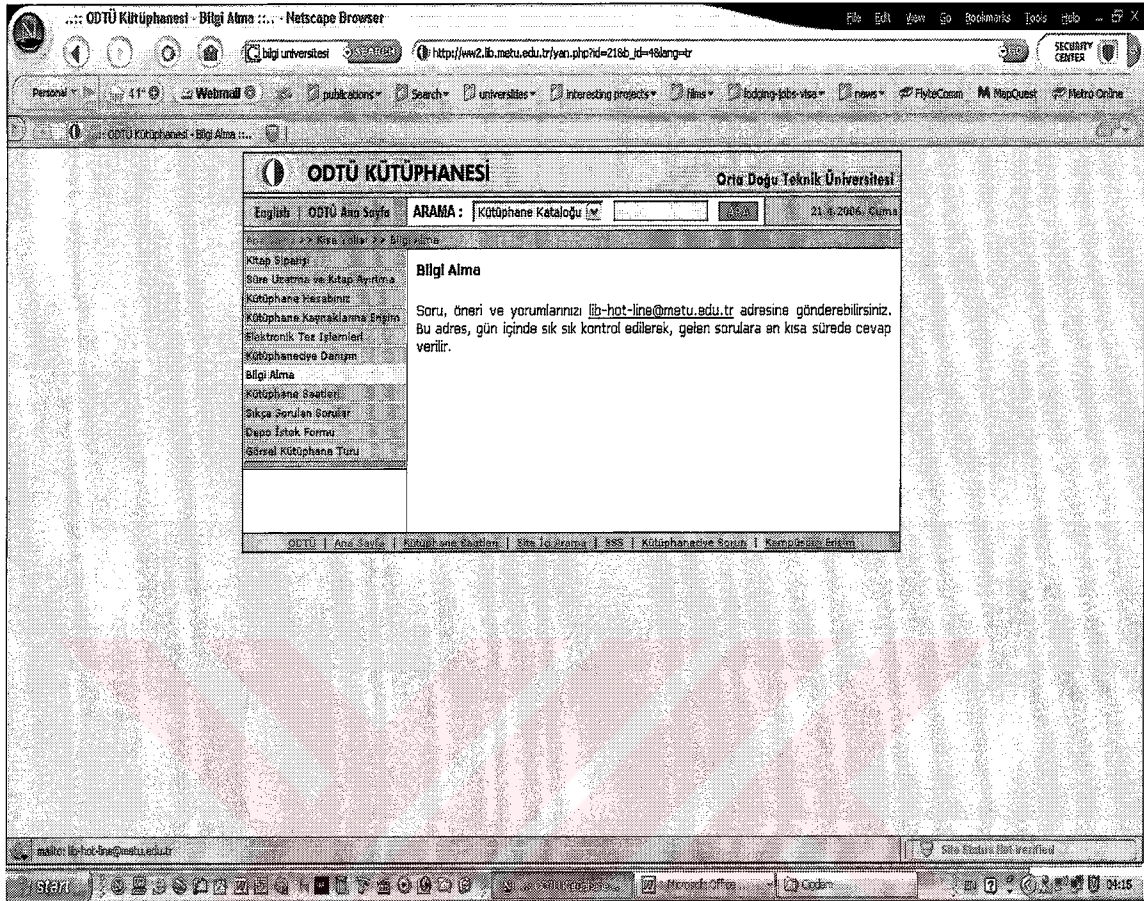 ..:: ODTÜ Kütüphanesi - Bilgi Alma ::.. - Netscape Browser
File Edit View Go Bookmarks Tools Help
bilgi universitesi SEARCH http://ww2.lib.metu.edu.tr/yan.php?id=21&b_id=4&lang=tr SECURITY CENTER
Personal 41° Webmail publications Search universities interesting projects films lodging-jobs-visa news FlyteComm MapQuest Metro Online
..:: ODTÜ Kütüphanesi - Bilgi Alma ::..
ODTÜ KÜTÜPHANESİ
Orta Doğu Teknik Üniversitesi
English | ODTÜ Ana Sayfa ARAMA : Kütüphane Kataloğu ARA 21.4.2006, Cuma
Ana Sayfa >> Kısa Yollar >> Bilgi Alma
Kitap Siparişi
Süre Uzatma ve Kitap Ayırtma
Kütüphane Hesabınız
Kütüphane Kaynaklarına Erişim
Elektronik Tez İşlemleri
Kütüphaneciye Danışın
Bilgi Alma
Kütüphane Saatleri
Sıkça Sorulan Sorular
Depo İstek Formu
Görsel Kütüphane Turu
Bilgi Alma
Soru, öneri ve yorumlarınızı lib-hot-line@metu.edu.tr adresine gönderebilirsiniz.
Bu adres, gün içinde sık sık kontrol edilerek, gelen sorulara en kısa sürede cevap
verilir.
ODTÜ | Ana Sayfa | Kütüphane Saatleri | Site İçi Arama | SSS | Kütüphaneciye Sorun | Kampüsdışı Erişim
mailto:lib-hot-line@metu.edu.tr
Site Status Not Verified
start Microsoft Office Çigdem 04:15